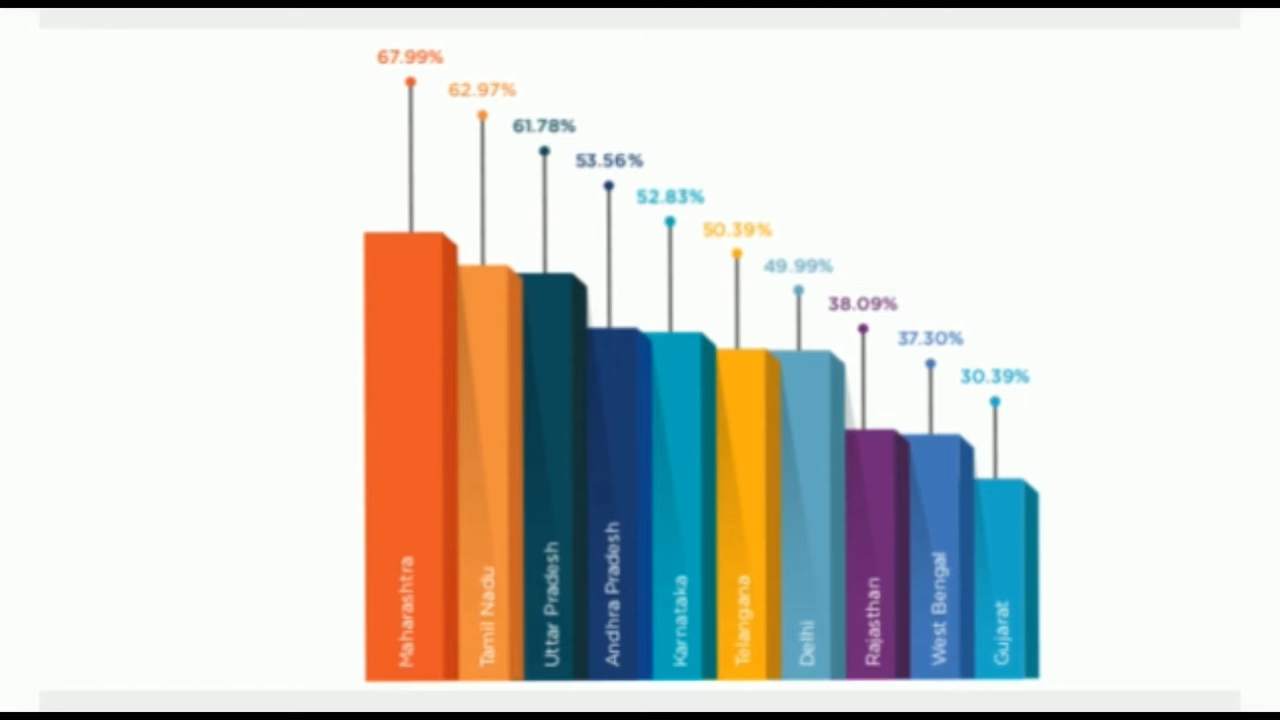 67.99%
62.97%
61.78%
53.56%
52.83%
50.39%
49.99%
38.09%
37.30%
30.39%
Maharashtra
Tamil Nadu
Uttar Pradesh
Andhra Pradesh
Karnataka
Telangana
Delhi
Rajasthan
West Bengal
Gujarat